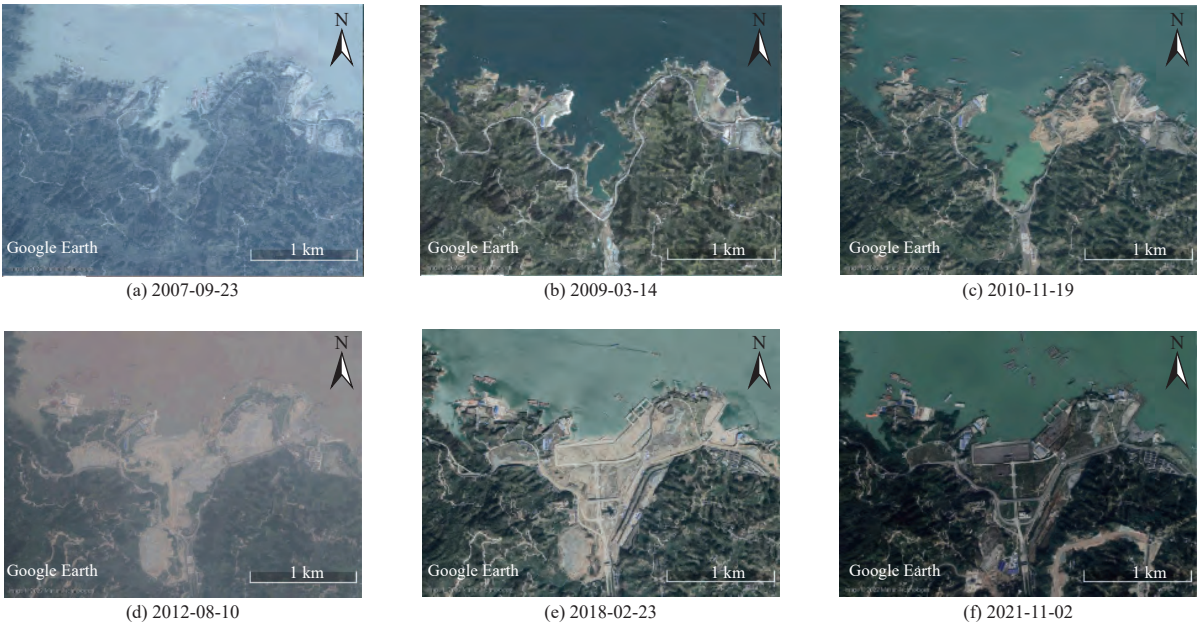 N
N
N
Google Earth
1 km
Google Earth
1 km
Google Earth
1 km
(a) 2007-09-23
(b) 2009-03-14
(c) 2010-11-19
N
N
N
Google Earth
1 km
Google Earth
1 km
Google Earth
1 km
(d) 2012-08-10
(e) 2018-02-23
(f) 2021-11-02